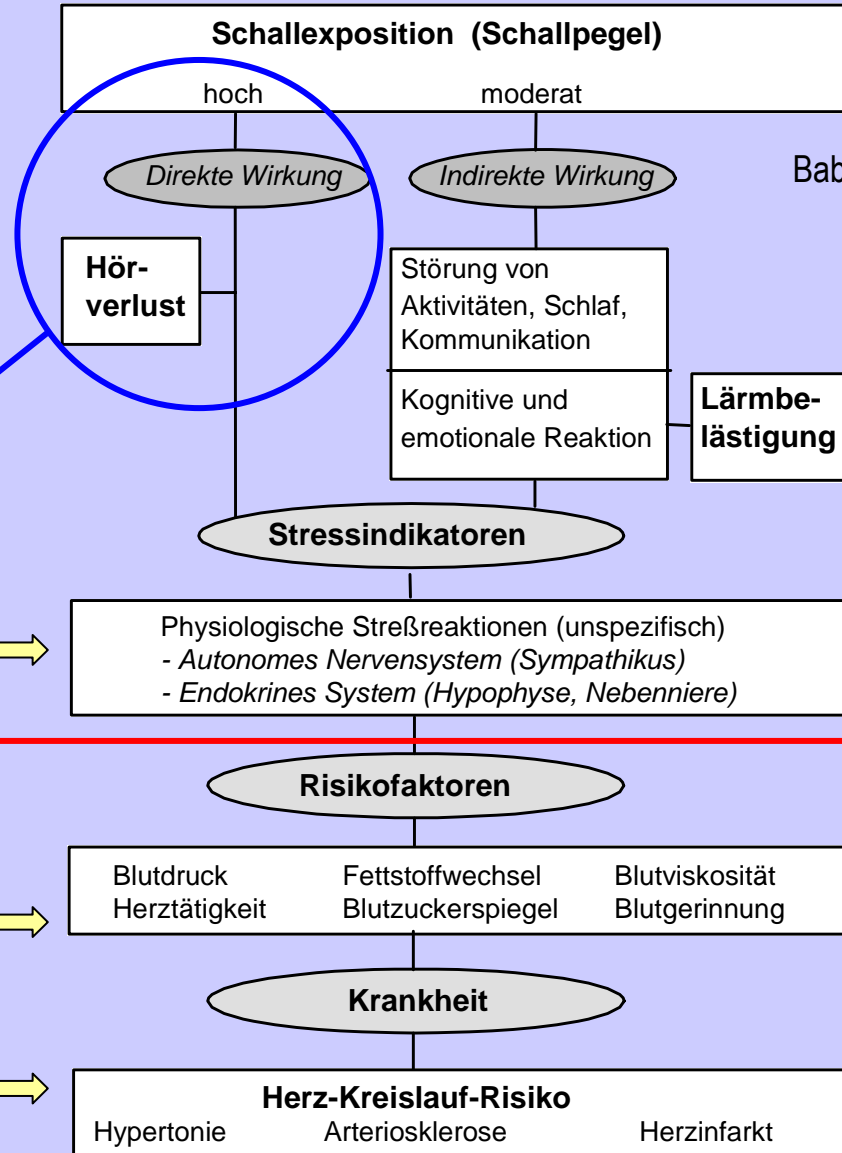 Schallexposition (Schallpegel)
hoch moderat
Direkte Wirkung Indirekte Wirkung
Bab
Hör-
verlust
Störung von
Aktivitäten, Schlaf,
Kommunikation
Kognitive und
emotionale Reaktion
Lärmbe-
lästigung
Stressindikatoren
Physiologische Streßreaktionen (unspezifisch)
- Autonomes Nervensystem (Sympathikus)
- Endokrines System (Hypophyse, Nebenniere)
Risikofaktoren
Blutdruck Fettstoffwechsel Blutviskosität
Herztätigkeit Blutzuckerspiegel Blutgerinnung
Krankheit
Herz-Kreislauf-Risiko
Hypertonie Arteriosklerose Herzinfarkt